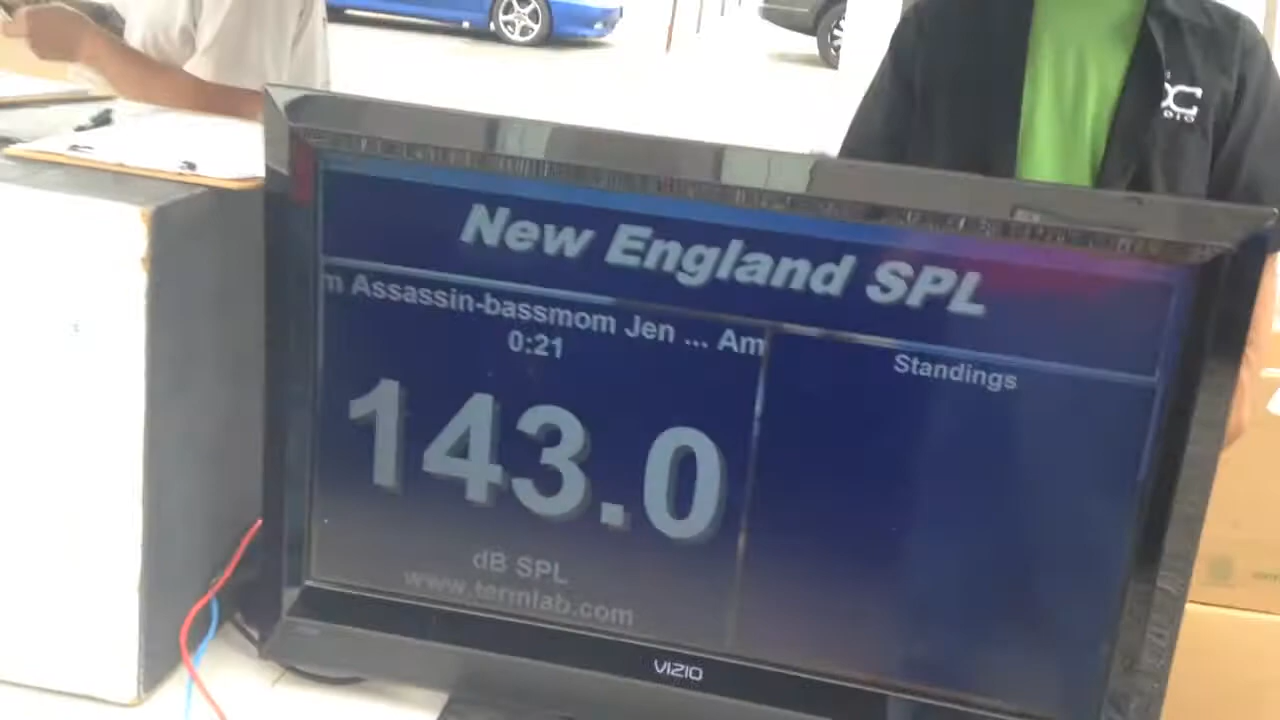 New England SPL
m Assassin-bassmom Jen ... Am
0:21
143.0
dB SPL
www.termlab.com
Standings
VIZIO